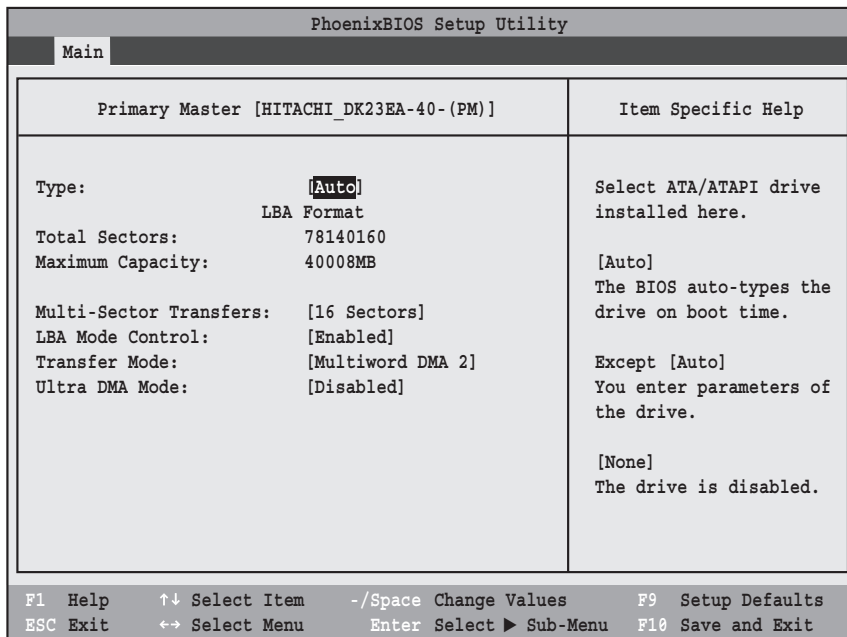 PhoenixBIOS Setup Utility
Main
Primary Master [HITACHI_DK23EA-40-(PM)]
Item Specific Help
Type: [Auto]
LBA Format
Total Sectors: 78140160
Maximum Capacity: 40008MB
Multi-Sector Transfers: [16 Sectors]
LBA Mode Control: [Enabled]
Transfer Mode: [Multiword DMA 2]
Ultra DMA Mode: [Disabled]
Select ATA/ATAPI drive
installed here.
[Auto]
The BIOS auto-types the
drive on boot time.
Except [Auto]
You enter parameters of
the drive.
[None]
The drive is disabled.
F1 Help ↑↓ Select Item -/Space Change Values F9 Setup Defaults
ESC Exit ←→ Select Menu Enter Select ▶ Sub-Menu F10 Save and Exit